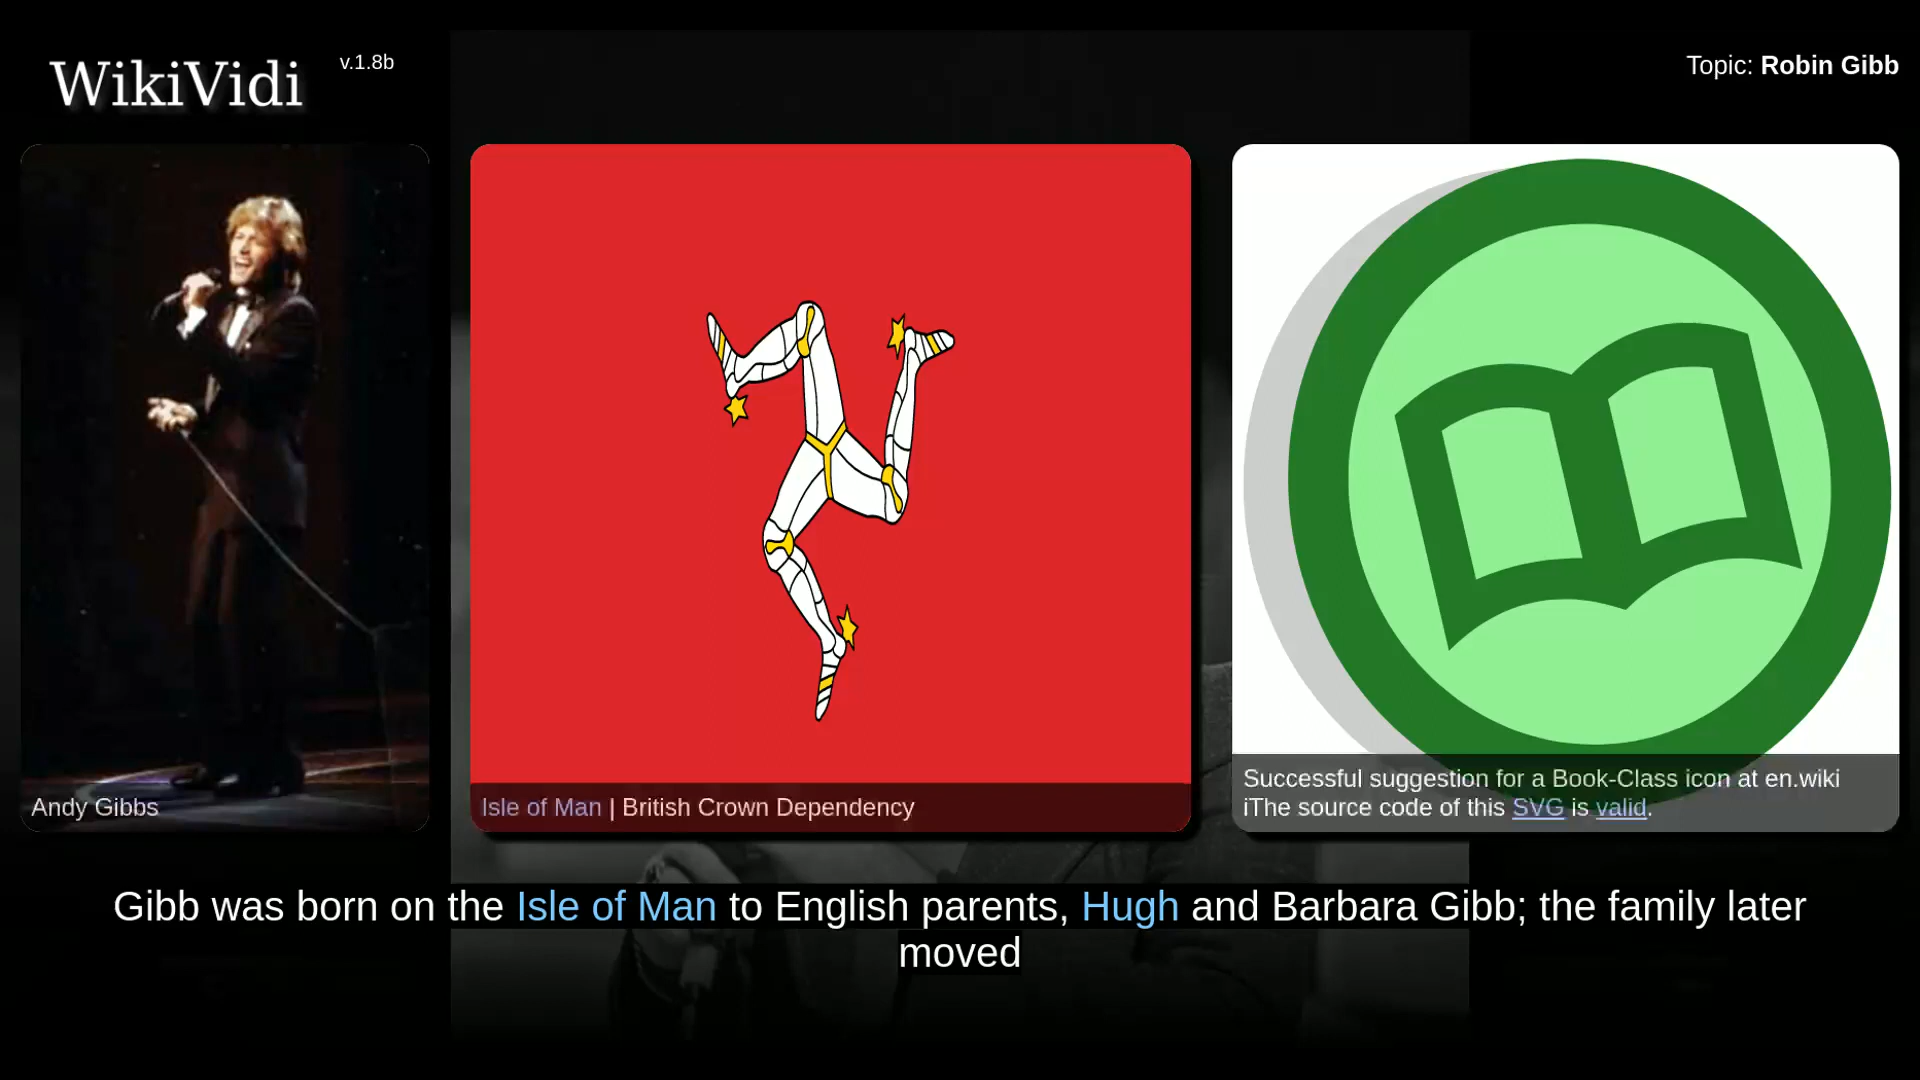 WikiVidi
v.1.8b
Topic: Robin Gibb
Andy Gibbs
Isle of Man | British Crown Dependency
Successful suggestion for a Book-Class icon at en.wiki
iThe source code of this SVG is valid.
Gibb was born on the Isle of Man to English parents, Hugh and Barbara Gibb; the family later
moved